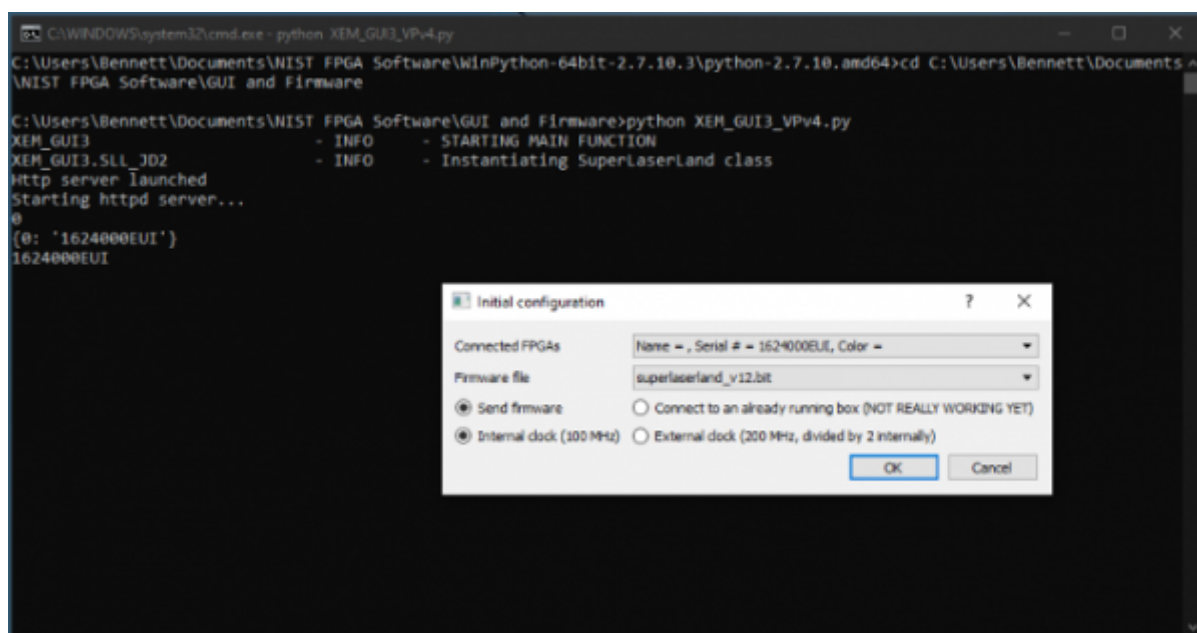 C:\WINDOWS\system32\cmd.exe - python XEM_GUI3_VPv4.py
C:\Users\Bennett\Documents\NIST FPGA Software\WinPython-64bit-2.7.10.3\python-2.7.10.amd64>cd C:\Users\Bennett\Documents
\NIST FPGA Software\GUI and Firmware
C:\Users\Bennett\Documents\NIST FPGA Software\GUI and Firmware>python XEM_GUI3_VPv4.py
XEM_GUI3 - INFO - STARTING MAIN FUNCTION
XEM_GUI3.SLL_JD2 - INFO - Instantiating SuperLaserLand class
Http server launched
Starting httpd server...
0
{0: '1624000EUI'}
1624000EUI
Initial configuration
Connected FPGAs Name = , Serial # = 1624000EUI, Color =
Firmware file superlaserland_v12.bit
Send firmware Connect to an already running box (NOT REALLY WORKING YET)
Internal clock (100 MHz) External clock (200 MHz, divided by 2 internally)
OK Cancel